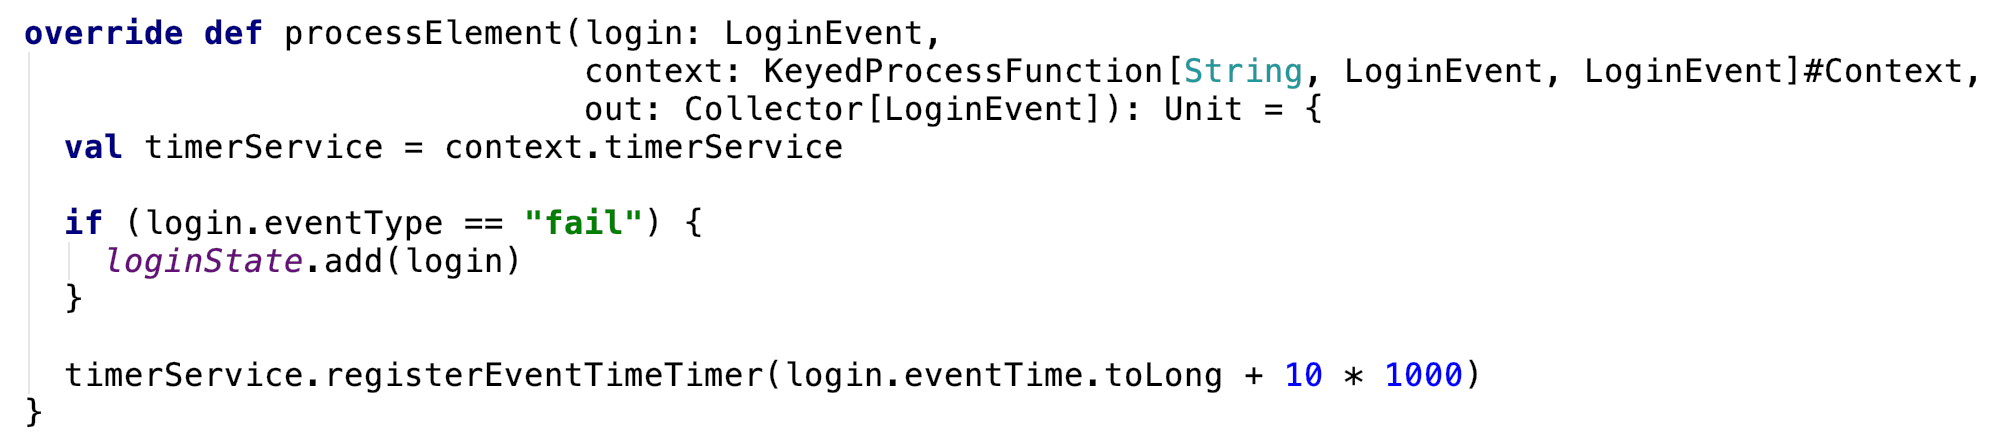 override def processElement(login: LoginEvent,
                            context: KeyedProcessFunction[String, LoginEvent, LoginEvent]#Context,
                            out: Collector[LoginEvent]): Unit = {
  val timerService = context.timerService

  if (login.eventType == "fail") {
    loginState.add(login)
  }

  timerService.registerEventTimeTimer(login.eventTime.toLong + 10 * 1000)
}